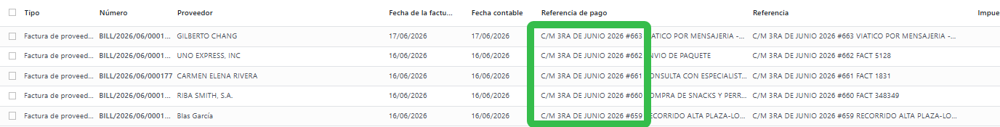 Tipo Número Proveedor Fecha de la factu... Fecha contable Referencia de pago Referencia Impue
Factura de proveed... BILL/2026/06/0001... GILBERTO CHANG 17/06/2026 17/06/2026 C/M 3RA DE JUNIO 2026 #663 IATICO POR MENSAJERIA -... C/M 3RA DE JUNIO 2026 #663 VIATICO POR MENSAJERIA -...
Factura de proveed... BILL/2026/06/0001... UNO EXPRESS, INC 16/06/2026 16/06/2026 C/M 3RA DE JUNIO 2026 #662 NVIO DE PAQUETE C/M 3RA DE JUNIO 2026 #662 FACT 5128
Factura de proveed... BILL/2026/06/000177 CARMEN ELENA RIVERA 16/06/2026 16/06/2026 C/M 3RA DE JUNIO 2026 #661 ONSULTA CON ESPECIALIST... C/M 3RA DE JUNIO 2026 #661 FACT 1831
Factura de proveed... BILL/2026/06/0001... RIBA SMITH, S.A. 16/06/2026 16/06/2026 C/M 3RA DE JUNIO 2026 #660 OMPRA DE SNACKS Y PERR... C/M 3RA DE JUNIO 2026 #660 FACT 348349
Factura de proveed... BILL/2026/06/0001... Blas García 16/06/2026 16/06/2026 C/M 3RA DE JUNIO 2026 #659 RECORRIDO ALTA PLAZA-LO... C/M 3RA DE JUNIO 2026 #659 RECORRIDO ALTA PLAZA-LO...